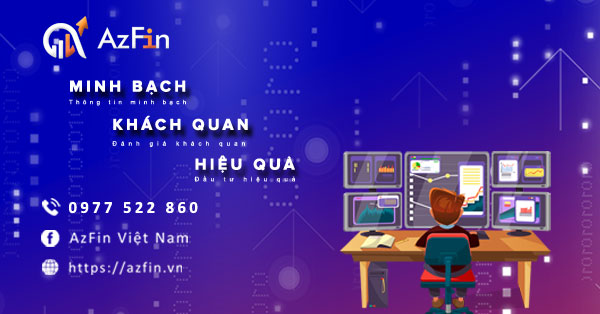 AzFin
MINH BẠCH
Thông tin minh bạch
KHÁCH QUAN
Đánh giá khách quan
HIỆU QUẢ
Đầu tư hiệu quả
0977 522 860
AzFin Việt Nam
https://azfin.vn